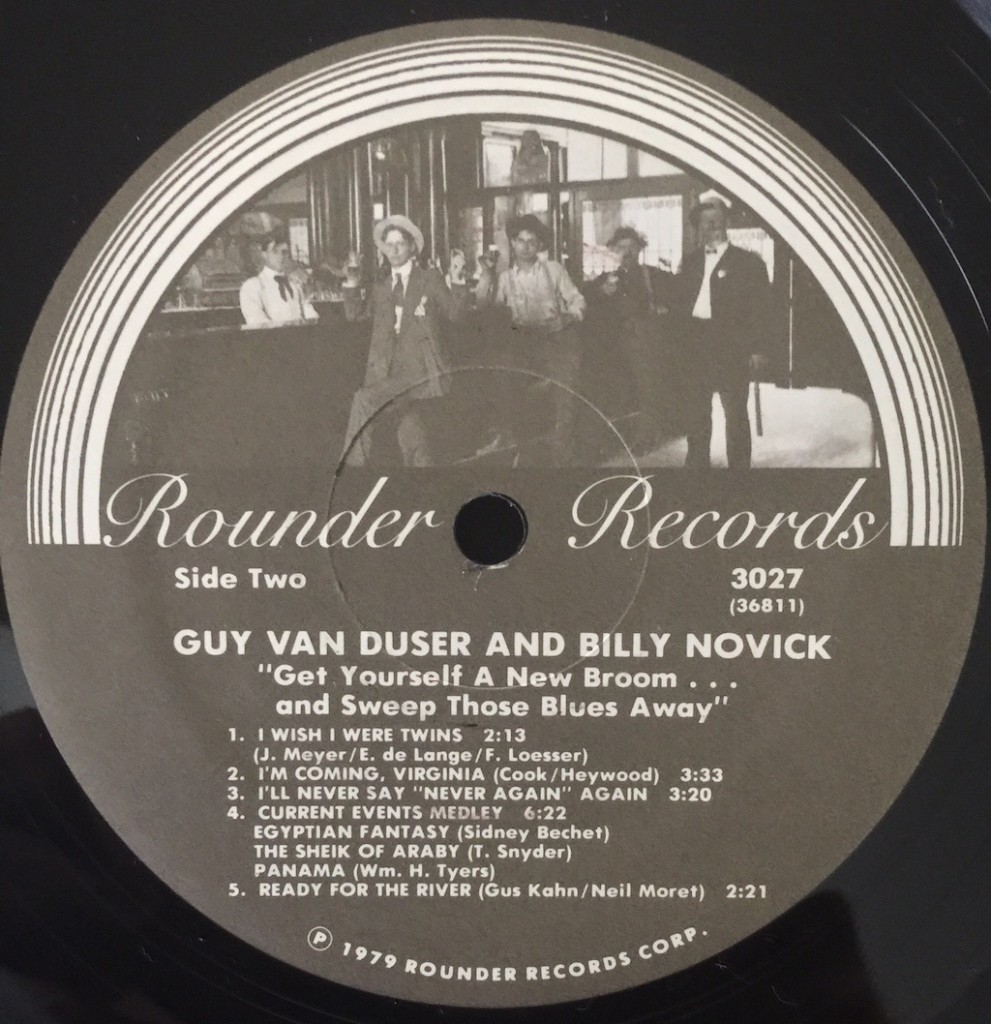 Rounder Records
Side Two 3027
(36811)
GUY VAN DUSER AND BILLY NOVICK
"Get Yourself A New Broom . . .
and Sweep Those Blues Away"
1. I WISH I WERE TWINS 2:13
(J. Meyer/E. de Lange/F. Loesser)
2. I'M COMING, VIRGINIA (Cook/Heywood) 3:33
3. I'LL NEVER SAY "NEVER AGAIN" AGAIN 3:20
4. CURRENT EVENTS MEDLEY 6:22
EGYPTIAN FANTASY (Sidney Bechet)
THE SHEIK OF ARABY (T. Snyder)
PANAMA (Wm. H. Tyers)
5. READY FOR THE RIVER (Gus Kahn/Neil Moret) 2:21
℗ 1979 ROUNDER RECORDS CORP.